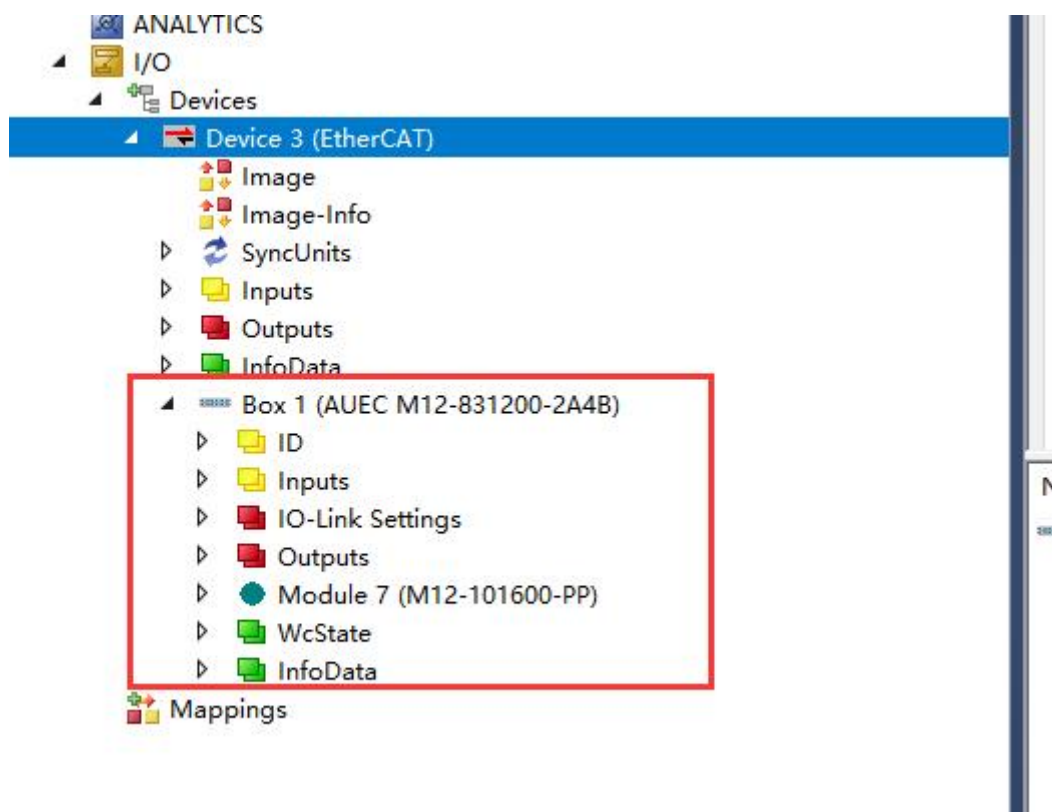 ANALYTICS
I/O
Devices
Device 3 (EtherCAT)
Image
Image-Info
SyncUnits
Inputs
Outputs
InfoData
Box 1 (AUEC M12-831200-2A4B)
ID
Inputs
IO-Link Settings
Outputs
Module 7 (M12-101600-PP)
WcState
InfoData
Mappings